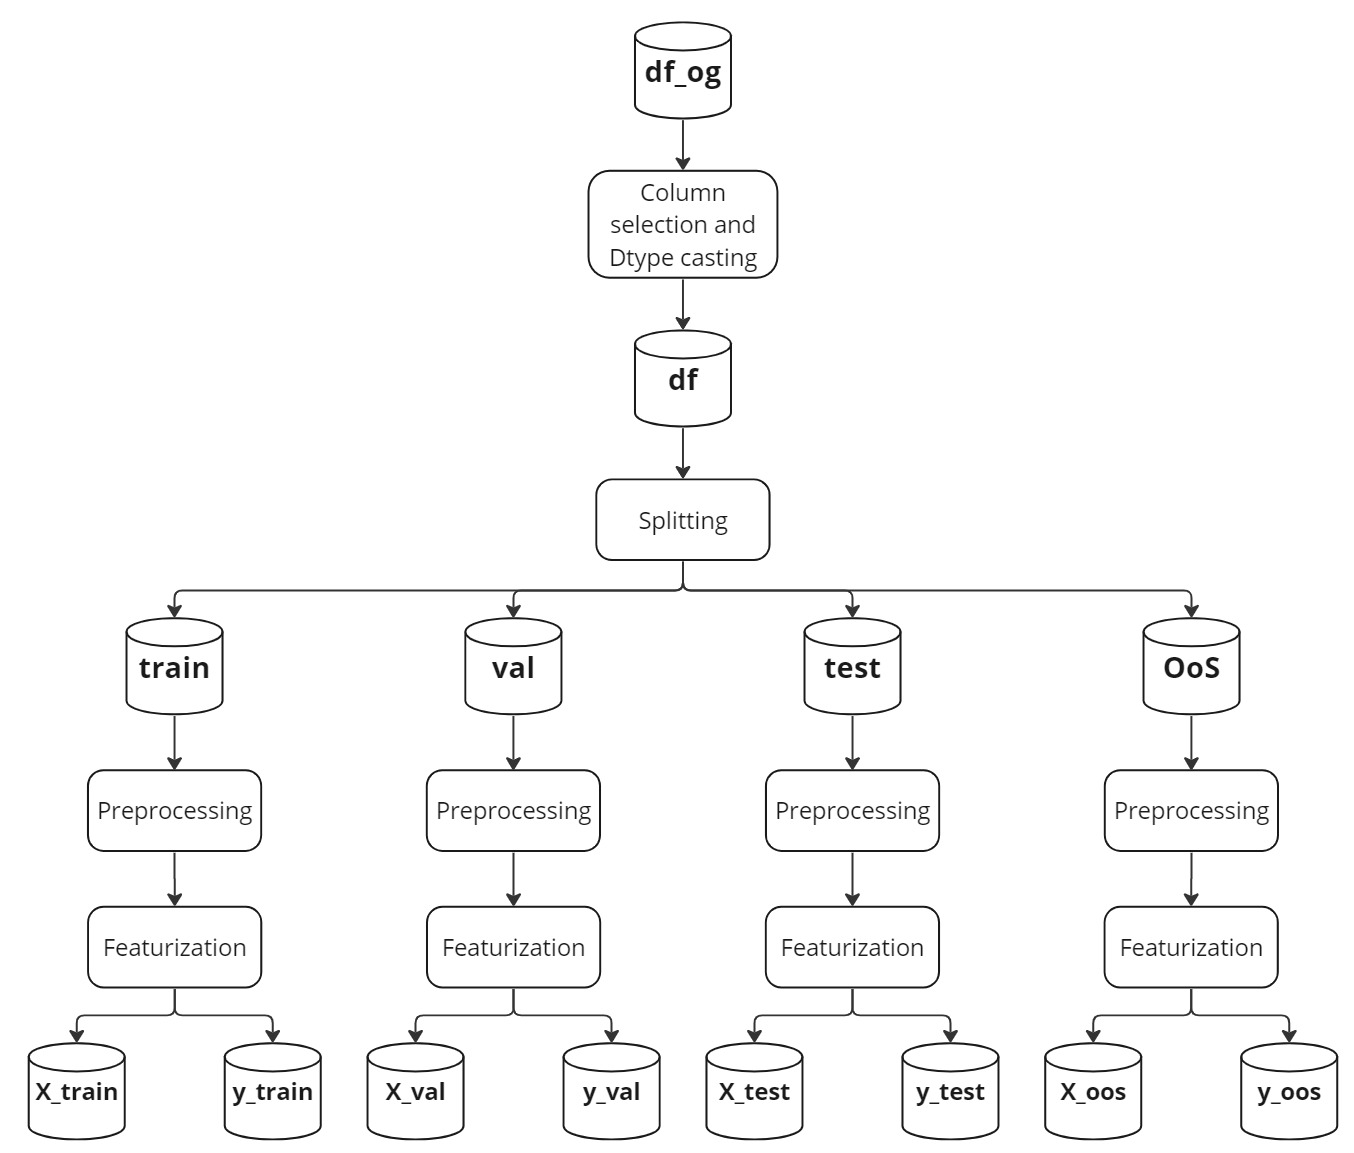 df_og
Column
selection and
Dtype casting
df
Splitting
train
val
test
OoS
Preprocessing
Preprocessing
Preprocessing
Preprocessing
Featurization
Featurization
Featurization
Featurization
X_train
y_train
X_val
y_val
X_test
y_test
X_oos
y_oos